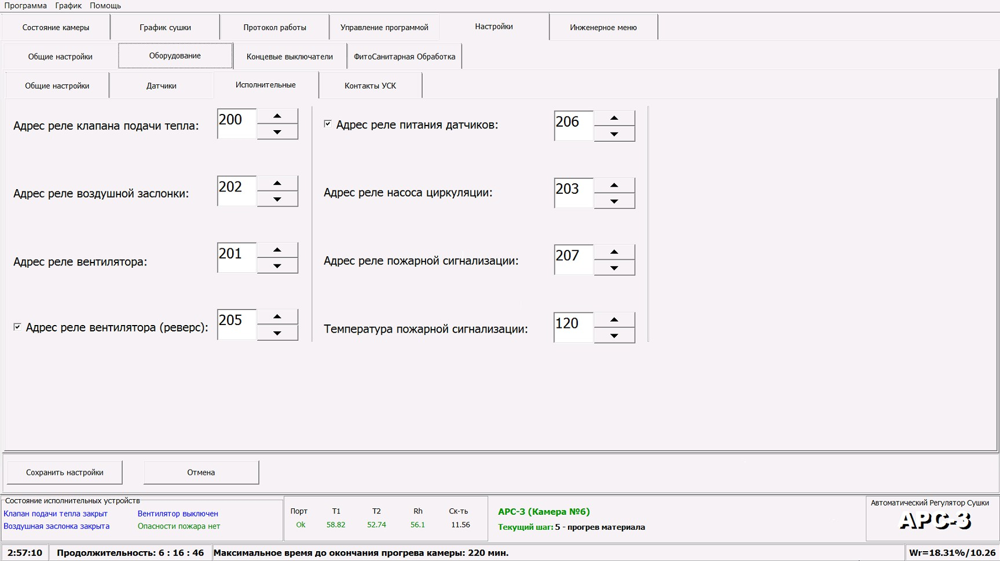 Программа График Помощь
Состояние камеры График сушки Протокол работы Управление программой Настройки Инженерное меню
Общие настройки Оборудование Концевые выключатели ФитоСанитарная Обработка
Общие настройки Датчики Исполнительные Контакты УСК
Адрес реле клапана подачи тепла: 200
Адрес реле питания датчиков: 206
Адрес реле воздушной заслонки: 202
Адрес реле насоса циркуляции: 203
Адрес реле вентилятора: 201
Адрес реле пожарной сигнализации: 207
Адрес реле вентилятора (реверс): 205
Температура пожарной сигнализации: 120
Сохранить настройки Отмена
Состояние исполнительных устройств
Клапан подачи тепла закрыт Вентилятор выключен
Воздушная заслонка закрыта Опасности пожара нет
Порт T1 T2 Rh Ск-ть
Ok 58.82 52.74 56.1 11.56
АРС-3 (Камера №6)
Текущий шаг: 5 - прогрев материала
Автоматический Регулятор Сушки
АРС-3
2:57:10 Продолжительность: 6 : 16 : 46 Максимальное время до окончания прогрева камеры: 220 мин. Wr=18.31%/10.26